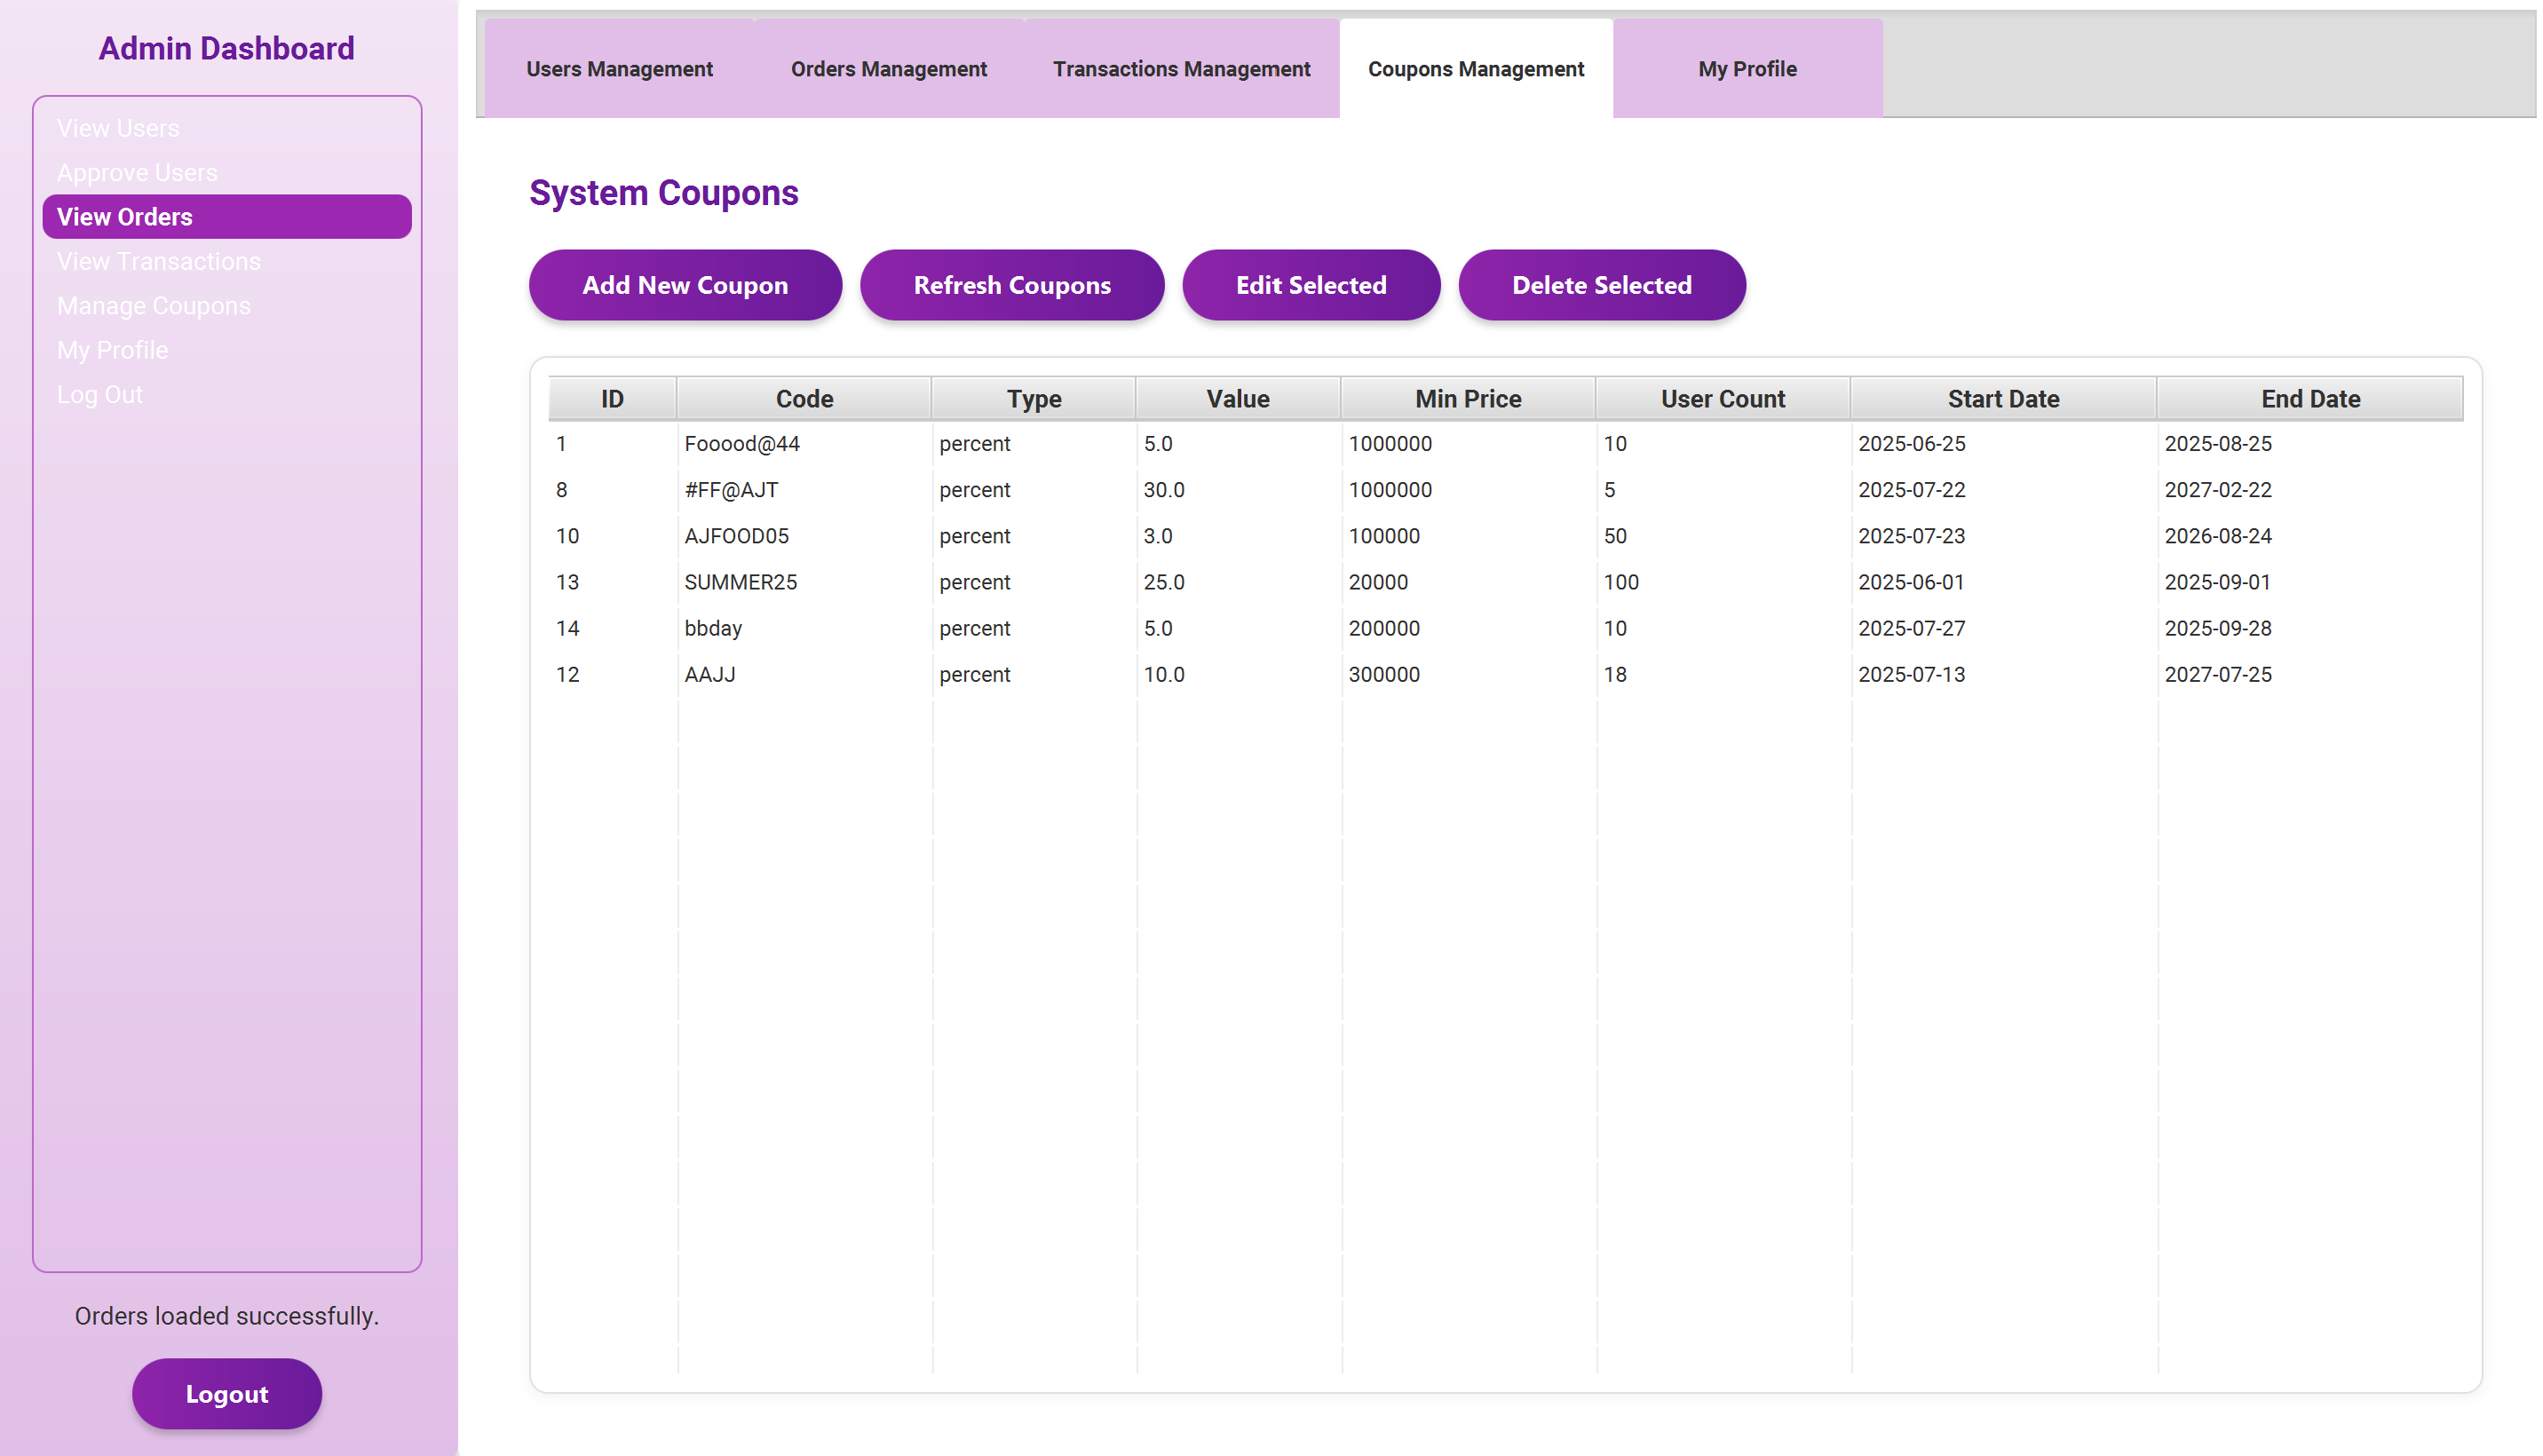 Admin Dashboard
View Users
Approve Users
View Orders
View Transactions
Manage Coupons
My Profile
Log Out
Orders loaded successfully.
Logout
Users Management Orders Management Transactions Management Coupons Management My Profile
System Coupons
Add New Coupon Refresh Coupons Edit Selected Delete Selected
ID Code Type Value Min Price User Count Start Date End Date
1 Fooood@44 percent 5.0 1000000 10 2025-06-25 2025-08-25
8 #FF@AJT percent 30.0 1000000 5 2025-07-22 2027-02-22
10 AJFOOD05 percent 3.0 100000 50 2025-07-23 2026-08-24
13 SUMMER25 percent 25.0 20000 100 2025-06-01 2025-09-01
14 bbday percent 5.0 200000 10 2025-07-27 2025-09-28
12 AAJJ percent 10.0 300000 18 2025-07-13 2027-07-25